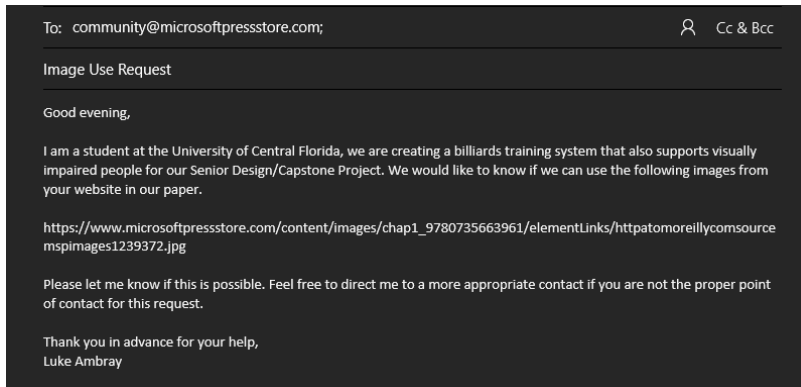 To: community@microsoftpressstore.com; Cc & Bcc
Image Use Request
Good evening,
I am a student at the University of Central Florida, we are creating a billiards training system that also supports visually
impaired people for our Senior Design/Capstone Project. We would like to know if we can use the following images from
your website in our paper.
https://www.microsoftpressstore.com/content/images/chap1_9780735663961/elementLinks/httpatomoreillycomsource
mspimages1239372.jpg
Please let me know if this is possible. Feel free to direct me to a more appropriate contact if you are not the proper point
of contact for this request.
Thank you in advance for your help,
Luke Ambray